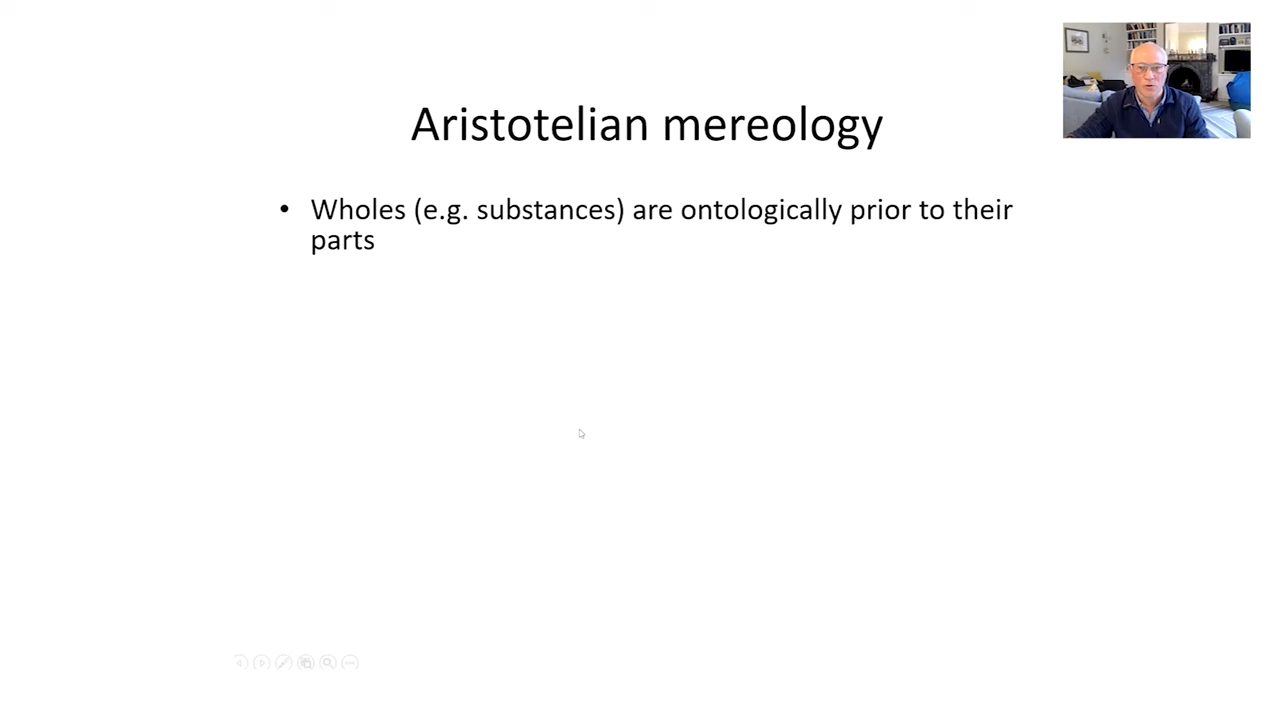 Aristotelian mereology
• Wholes (e.g. substances) are ontologically prior to their
parts